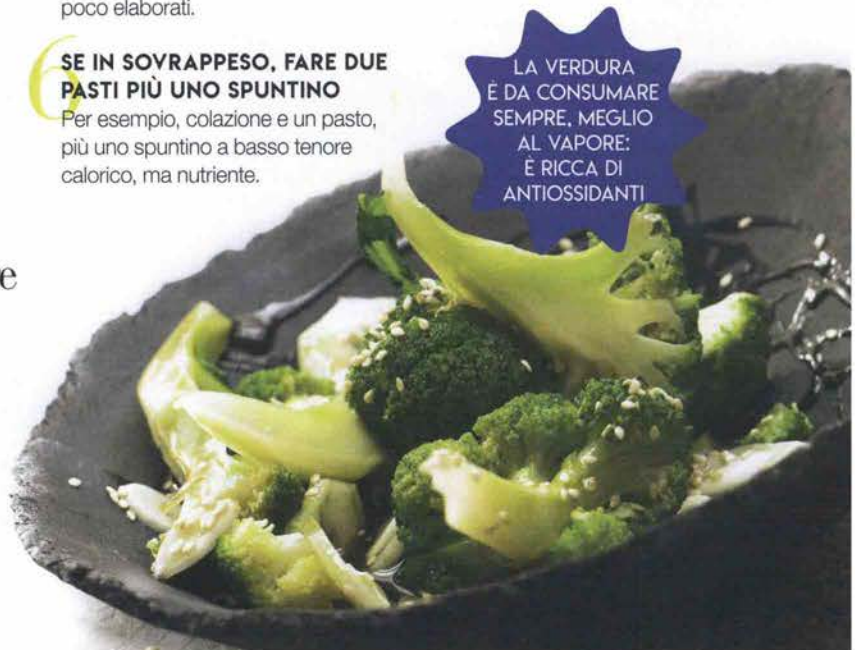 poco elaborati.
6
SE IN SOVRAPPESO, FARE DUE
PASTI PIÙ UNO SPUNTINO
Per esempio, colazione e un pasto,
più uno spuntino a basso tenore
calorico, ma nutriente.
e
LA VERDURA
È DA CONSUMARE
SEMPRE, MEGLIO
AL VAPORE:
È RICCA DI
ANTIOSSIDANTI